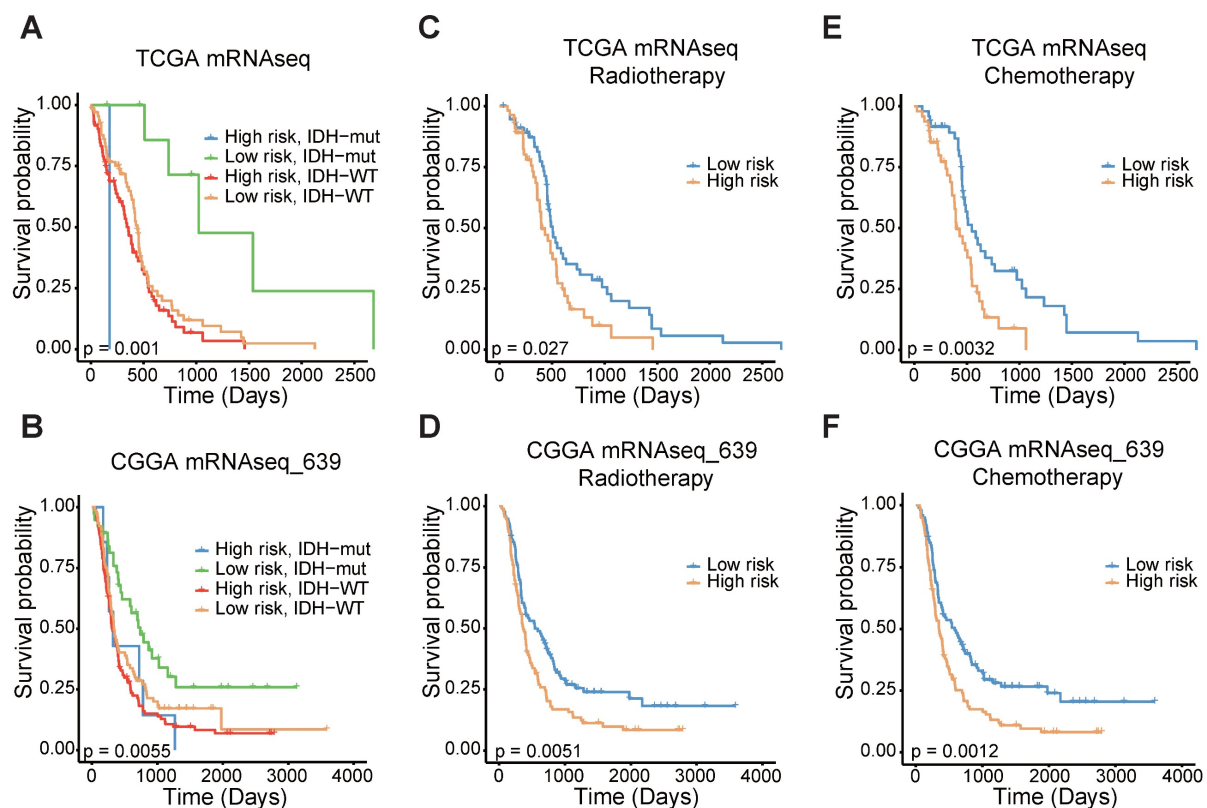 A
TCGA mRNAseq
Survival probability
1.00
0.75
0.50
0.25
0.00
High risk, IDH−mut
Low risk, IDH−mut
High risk, IDH−WT
Low risk, IDH−WT
p = 0.001
0 500 1000 1500 2000 2500
Time (Days)
C
TCGA mRNAseq
Radiotherapy
Survival probability
1.00
0.75
0.50
0.25
0.00
Low risk
High risk
p = 0.027
0 500 1000 1500 2000 2500
Time (Days)
E
TCGA mRNAseq
Chemotherapy
Survival probability
1.00
0.75
0.50
0.25
0.00
Low risk
High risk
p = 0.0032
0 500 1000 1500 2000 2500
Time (Days)
B
CGGA mRNAseq_639
Survival probability
1.00
0.75
0.50
0.25
0.00
High risk, IDH−mut
Low risk, IDH−mut
High risk, IDH−WT
Low risk, IDH−WT
p = 0.0055
0 1000 2000 3000 4000
Time (Days)
D
CGGA mRNAseq_639
Radiotherapy
Survival probability
1.00
0.75
0.50
0.25
0.00
Low risk
High risk
p = 0.0051
0 1000 2000 3000 4000
Time (Days)
F
CGGA mRNAseq_639
Chemotherapy
Survival probability
1.00
0.75
0.50
0.25
0.00
Low risk
High risk
p = 0.0012
0 1000 2000 3000 4000
Time (Days)